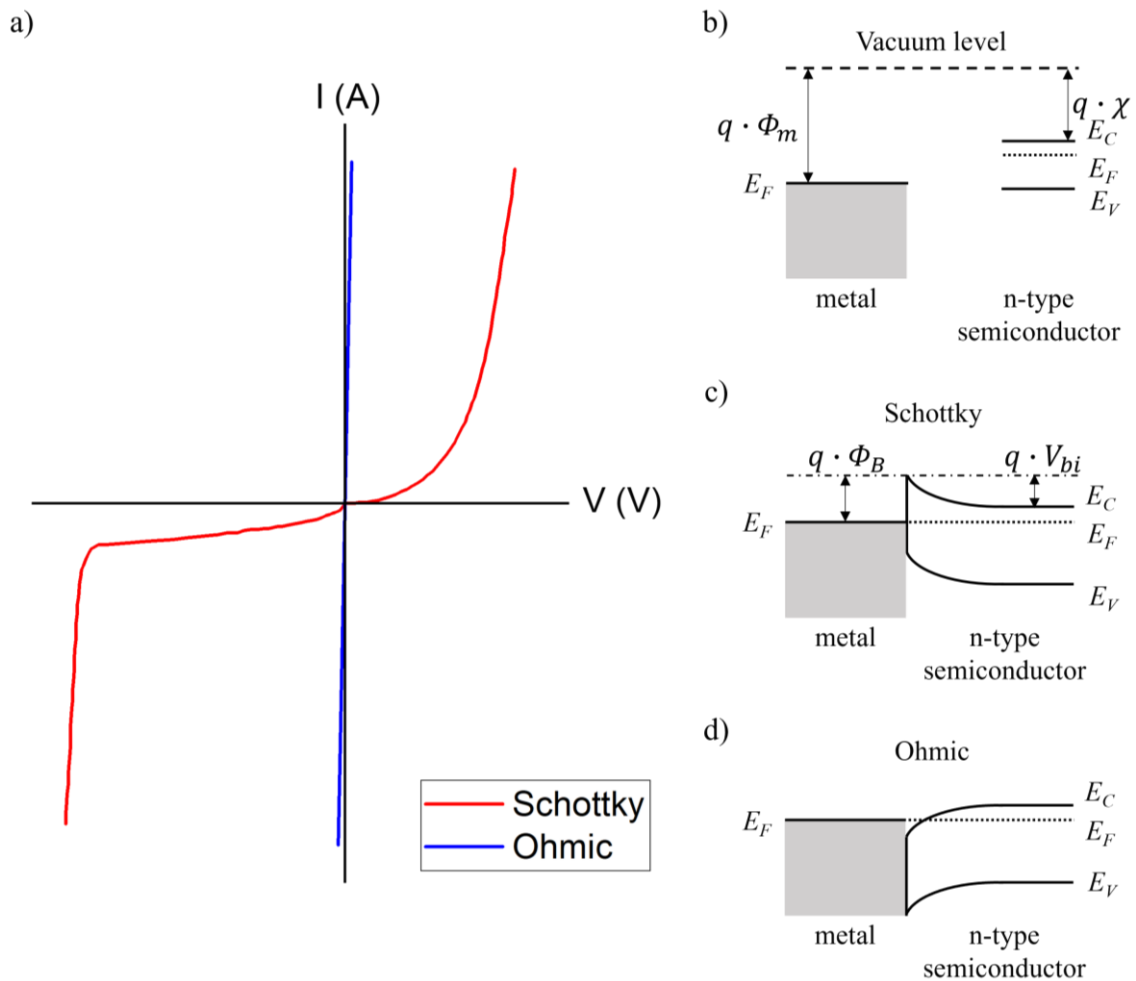 a)
I (A)
V (V)
Schottky
Ohmic
b)
Vacuum level
q · Φm
q · χ
EC
EF
EF
EV
metal
n-type
semiconductor
c)
Schottky
q · ΦB
q · Vbi
EC
EF
EF
EV
metal
n-type
semiconductor
d)
Ohmic
EC
EF
EF
EV
metal
n-type
semiconductor